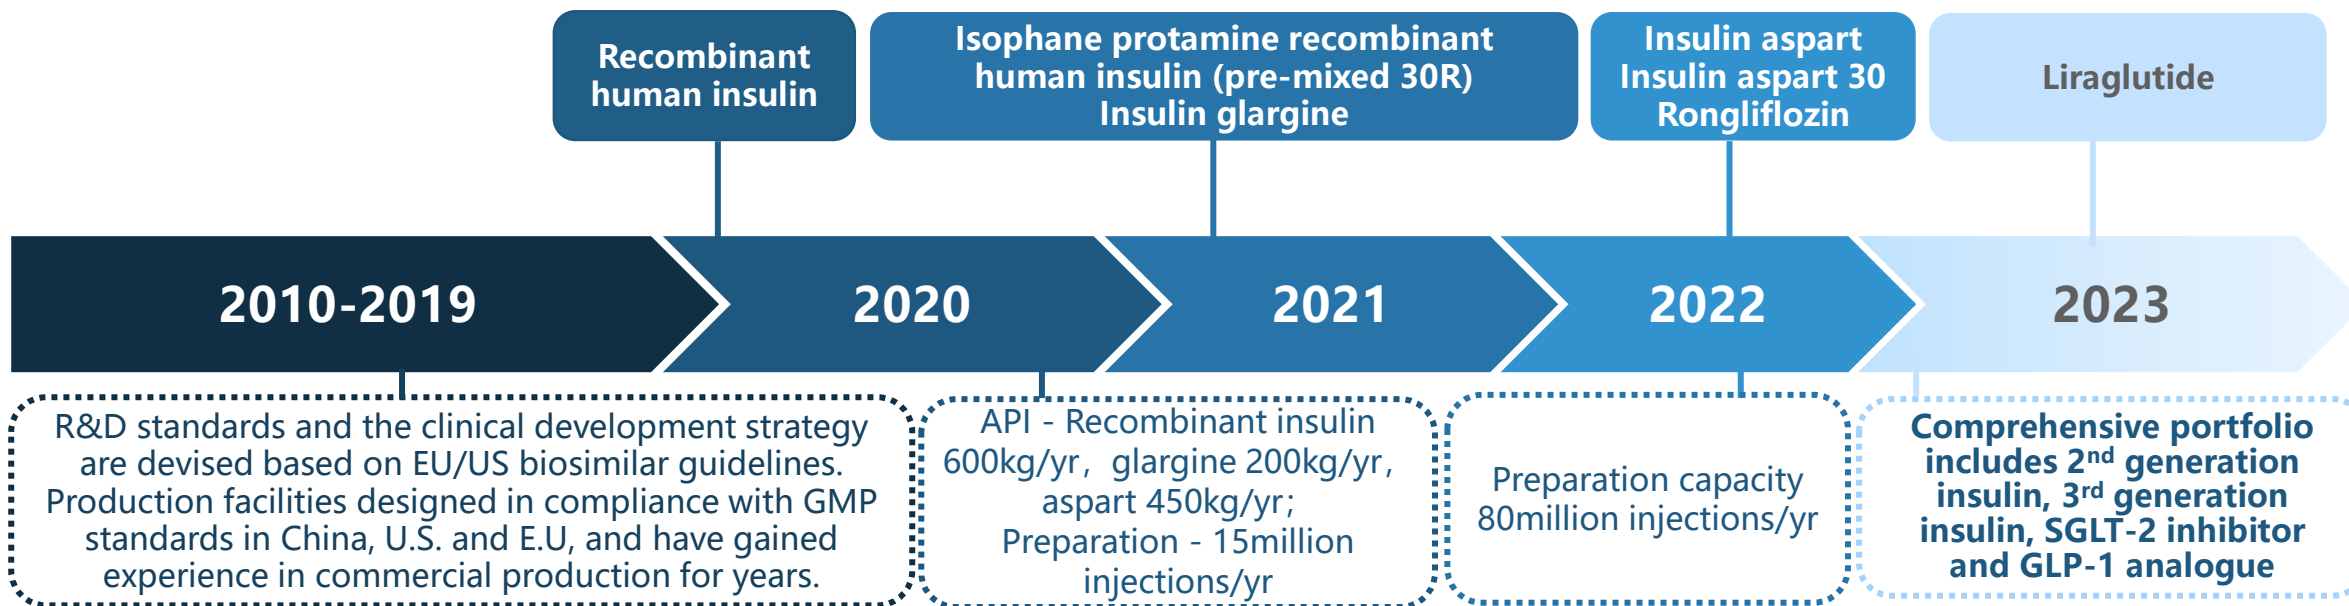 Recombinant
human insulin
Isophane protamine recombinant
human insulin (pre-mixed 30R)
Insulin glargine
Insulin aspart
Insulin aspart 30
Rongliflozin
Liraglutide
2010-2019
2020
2021
2022
2023
R&D standards and the clinical development strategy
are devised based on EU/US biosimilar guidelines.
Production facilities designed in compliance with GMP
standards in China, U.S. and E.U, and have gained
experience in commercial production for years.
API - Recombinant insulin
600kg/yr，glargine 200kg/yr，
aspart 450kg/yr;
Preparation - 15million
injections/yr
Preparation capacity
80million injections/yr
Comprehensive portfolio
includes 2nd generation
insulin, 3rd generation
insulin, SGLT-2 inhibitor
and GLP-1 analogue